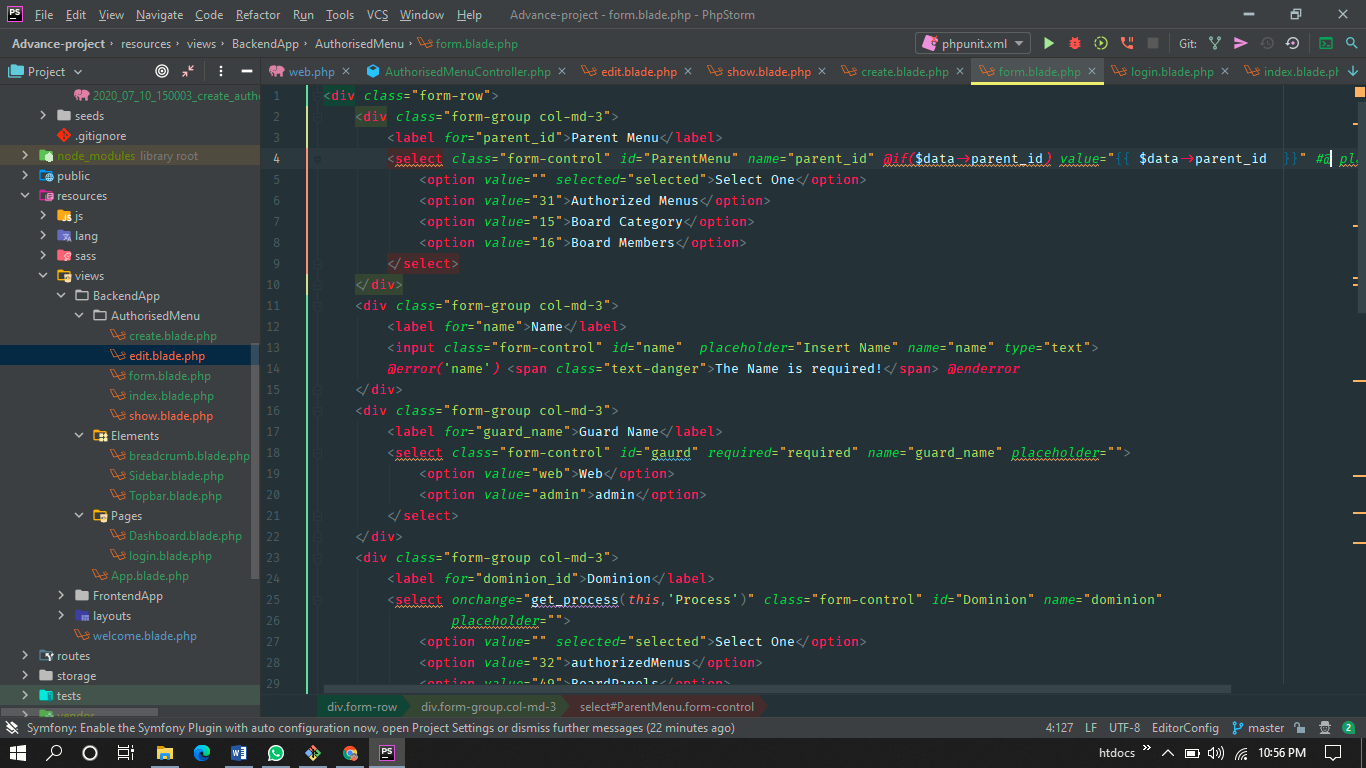 PS File Edit View Navigate Code Refactor Run Tools VCS Window Help Advance-project - form.blade.php - PhpStorm
Advance-project resources views BackendApp AuthorisedMenu form.blade.php phpunit.xml Git:
Project web.php AuthorisedMenuController.php edit.blade.php show.blade.php create.blade.php form.blade.php login.blade.php index.blade.ph
2020_07_10_150003_create_autho
seeds
.gitignore
node_modules library root
public
resources
js
lang
sass
views
BackendApp
AuthorisedMenu
create.blade.php
edit.blade.php
form.blade.php
index.blade.php
show.blade.php
Elements
breadcrumb.blade.php
Sidebar.blade.php
Topbar.blade.php
Pages
Dashboard.blade.php
login.blade.php
App.blade.php
FrontendApp
layouts
welcome.blade.php
routes
storage
tests
vendor
1 <div class="form-row">
2 <div class="form-group col-md-3">
3 <label for="parent_id">Parent Menu</label>
4 <select class="form-control" id="ParentMenu" name="parent_id" @if($data->parent_id) value="{{ $data->parent_id }}" #@ pla
5 <option value="" selected="selected">Select One</option>
6 <option value="31">Authorized Menus</option>
7 <option value="15">Board Category</option>
8 <option value="16">Board Members</option>
9 </select>
10 </div>
11 <div class="form-group col-md-3">
12 <label for="name">Name</label>
13 <input class="form-control" id="name"  placeholder="Insert Name" name="name" type="text">
14 @error('name') <span class="text-danger">The Name is required!</span> @enderror
15 </div>
16 <div class="form-group col-md-3">
17 <label for="guard_name">Guard Name</label>
18 <select class="form-control" id="gaurd" required="required" name="guard_name" placeholder="">
19 <option value="web">Web</option>
20 <option value="admin">admin</option>
21 </select>
22 </div>
23 <div class="form-group col-md-3">
24 <label for="dominion_id">Dominion</label>
25 <select onchange="get_process(this,'Process')" class="form-control" id="Dominion" name="dominion"
26 placeholder="">
27 <option value="" selected="selected">Select One</option>
28 <option value="32">authorizedMenus</option>
29 <option value="49">BoardPanels</option>
div.form-row div.form-group.col-md-3 select#ParentMenu.form-control
Symfony: Enable the Symfony Plugin with auto configuration now, open Project Settings or dismiss further messages (22 minutes ago) 4:127 LF UTF-8 EditorConfig master 2
W PS htdocs 10:56 PM